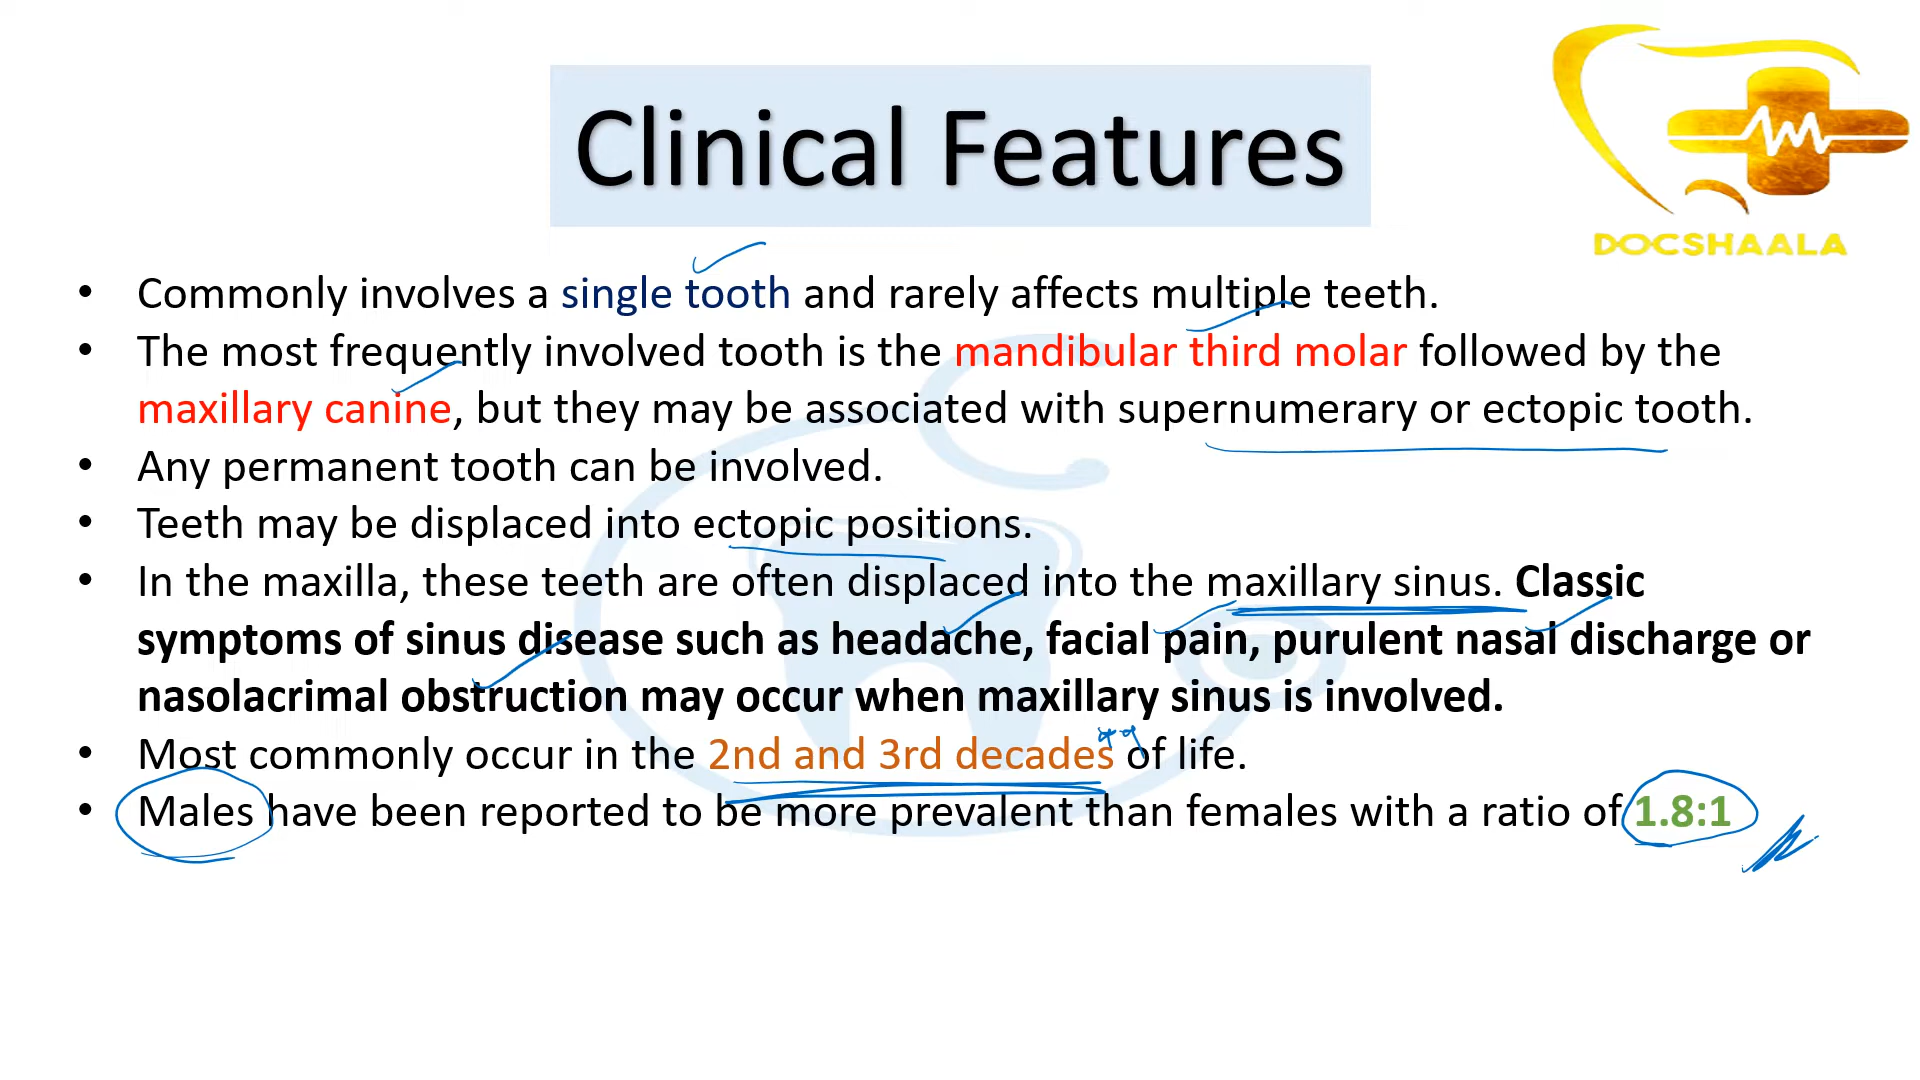 Clinical Features
DOCSHAALA
• Commonly involves a single tooth and rarely affects multiple teeth.
• The most frequently involved tooth is the mandibular third molar followed by the
maxillary canine, but they may be associated with supernumerary or ectopic tooth.
• Any permanent tooth can be involved.
• Teeth may be displaced into ectopic positions.
• In the maxilla, these teeth are often displaced into the maxillary sinus. Classic
symptoms of sinus disease such as headache, facial pain, purulent nasal discharge or
nasolacrimal obstruction may occur when maxillary sinus is involved.
• Most commonly occur in the 2nd and 3rd decades of life.
• Males have been reported to be more prevalent than females with a ratio of 1.8:1